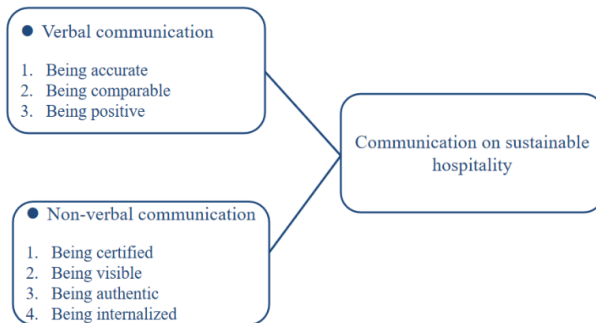 ● Verbal communication
1. Being accurate
2. Being comparable
3. Being positive
Communication on sustainable
hospitality
● Non-verbal communication
1. Being certified
2. Being visible
3. Being authentic
4. Being internalized